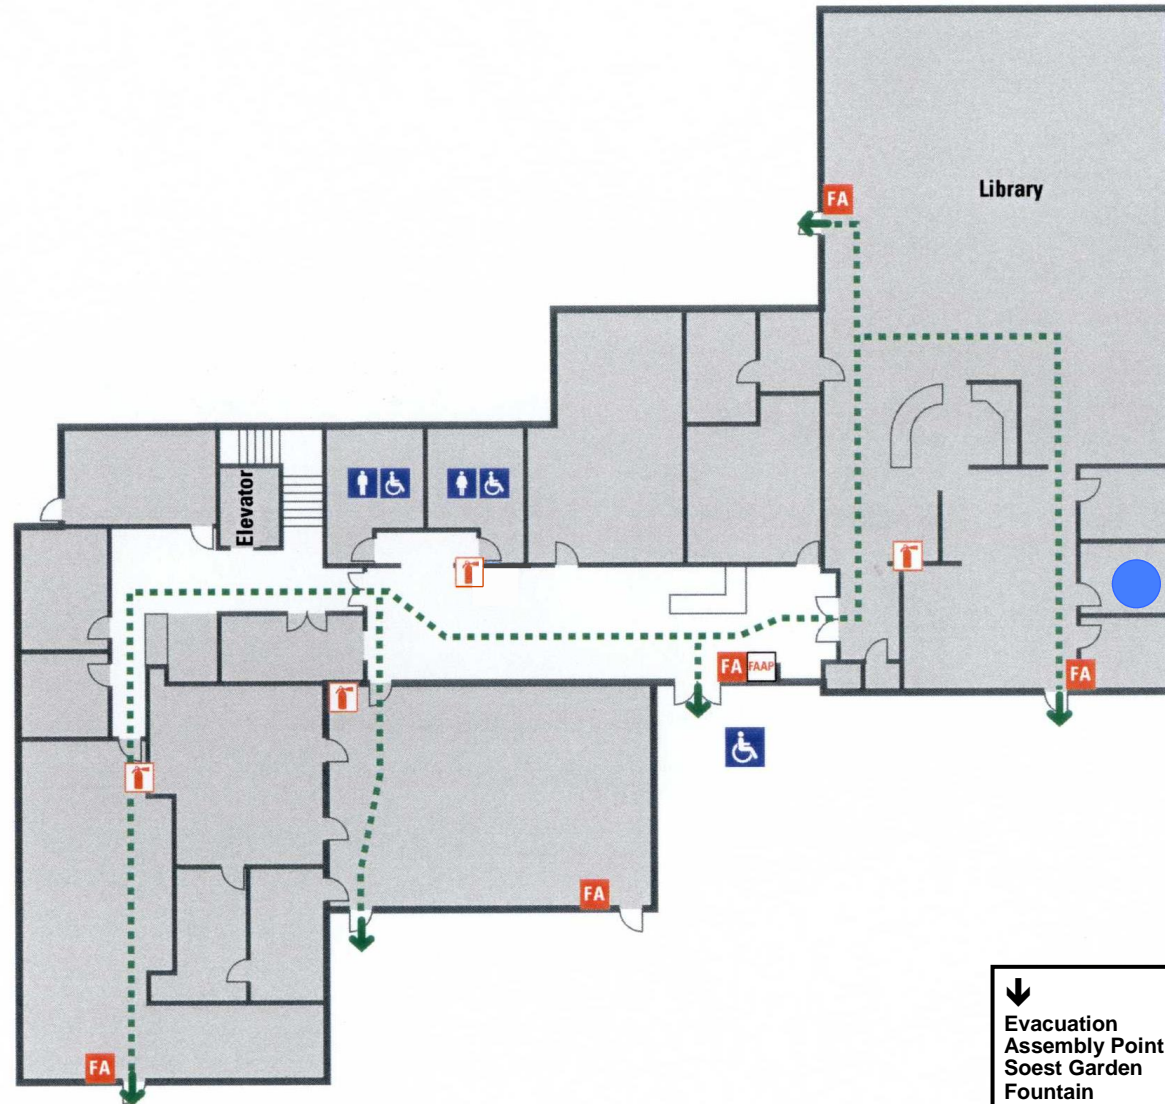 Library
FA
Elevator
FA FAAP
FA
FA
FA
Evacuation
Assembly Point
Soest Garden
Fountain